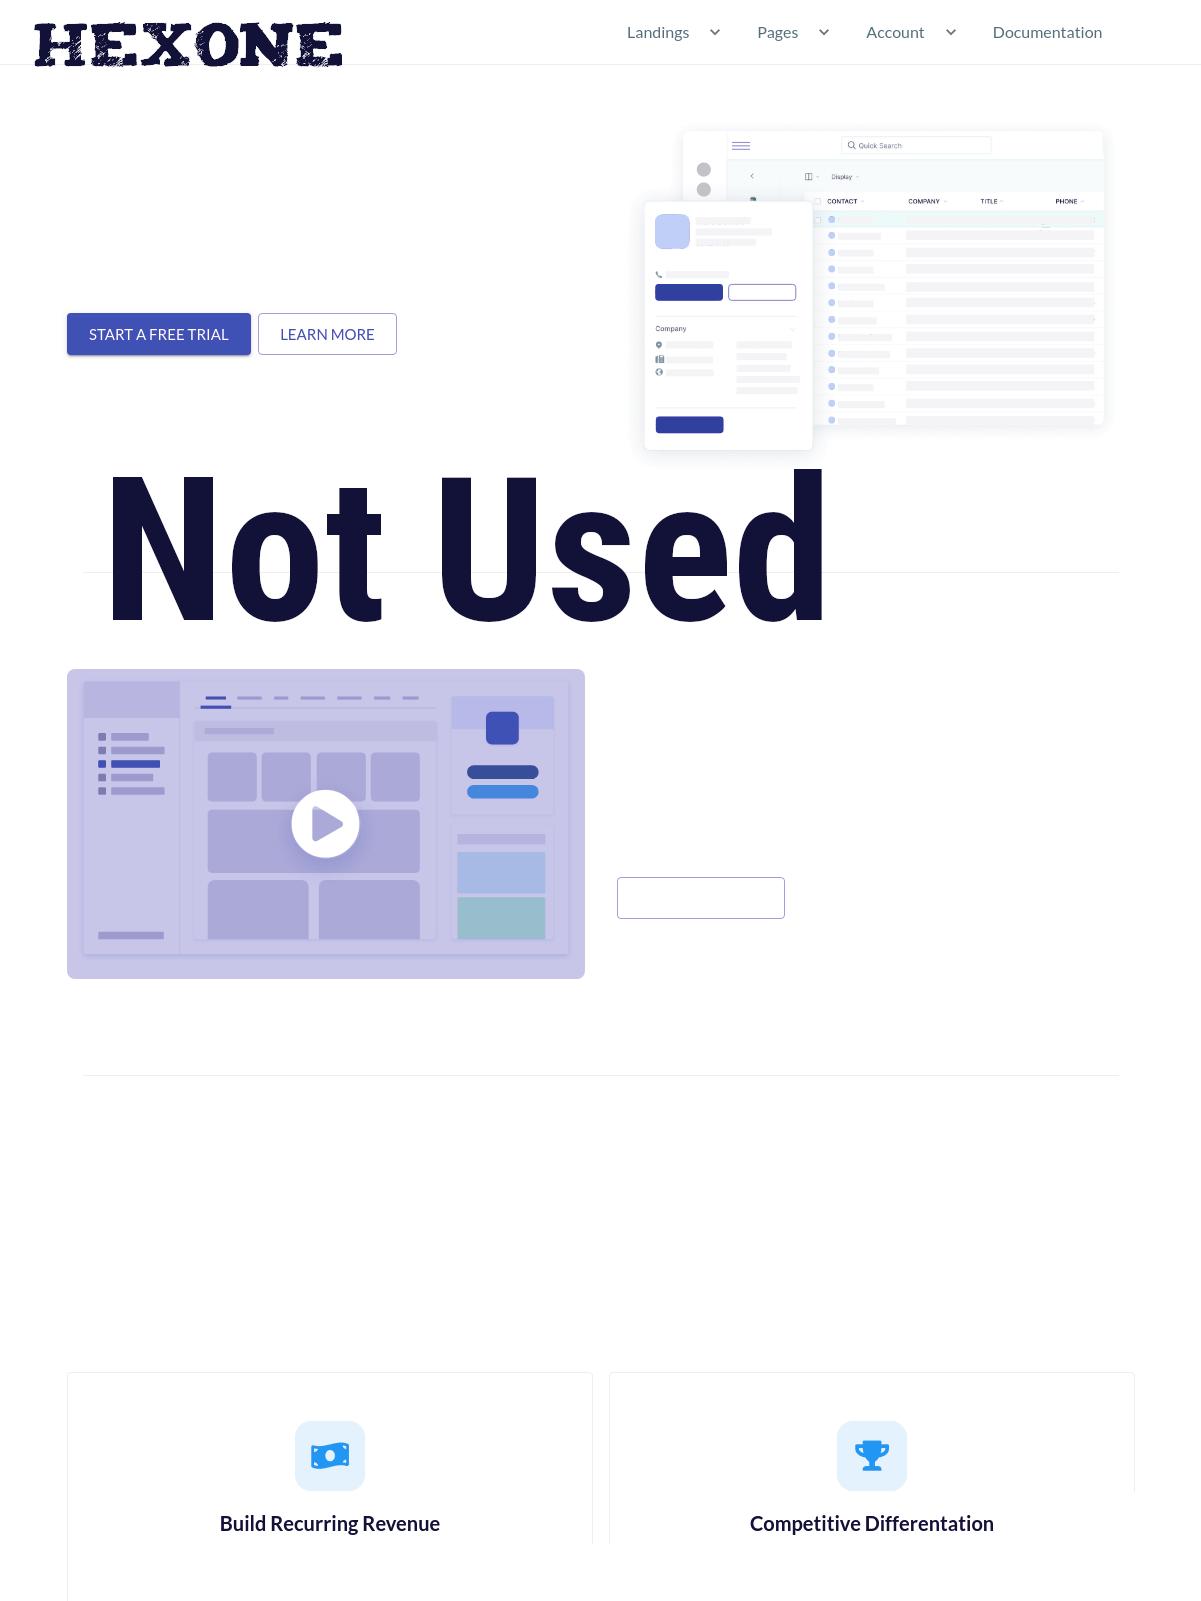 HEXONE
Landings
Pages
Account
Documentation
Quick Search
Display
CONTACT
COMPANY
TITLE
PHONE
Company
START A FREE TRIAL
LEARN MORE
Not Used
Build Recurring Revenue
Competitive Differentation